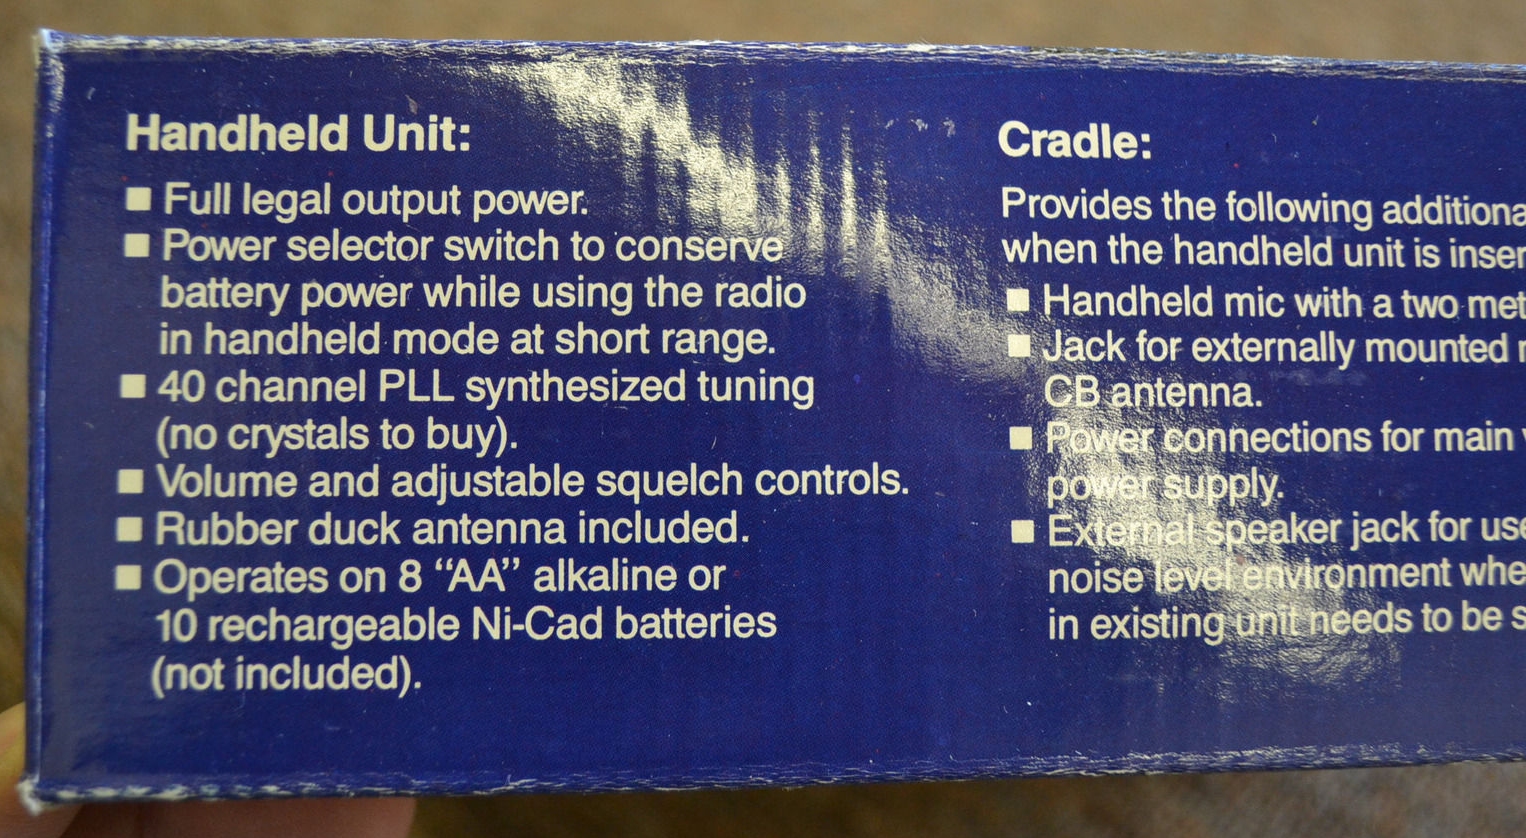 Handheld Unit:
■ Full legal output power.
■ Power selector switch to conserve
battery power while using the radio
in handheld mode at short range.
■ 40 channel PLL synthesized tuning
(no crystals to buy).
■ Volume and adjustable squelch controls.
■ Rubber duck antenna included.
■ Operates on 8 “AA” alkaline or
10 rechargeable Ni-Cad batteries
(not included).
Cradle:
Provides the following
when the handheld unit is
■ Handheld mic with a two
■ Jack for externally mounted
CB antenna.
■ Power connections for main
power supply.
■ External speaker jack for
noise level environment
in existing unit needs to be